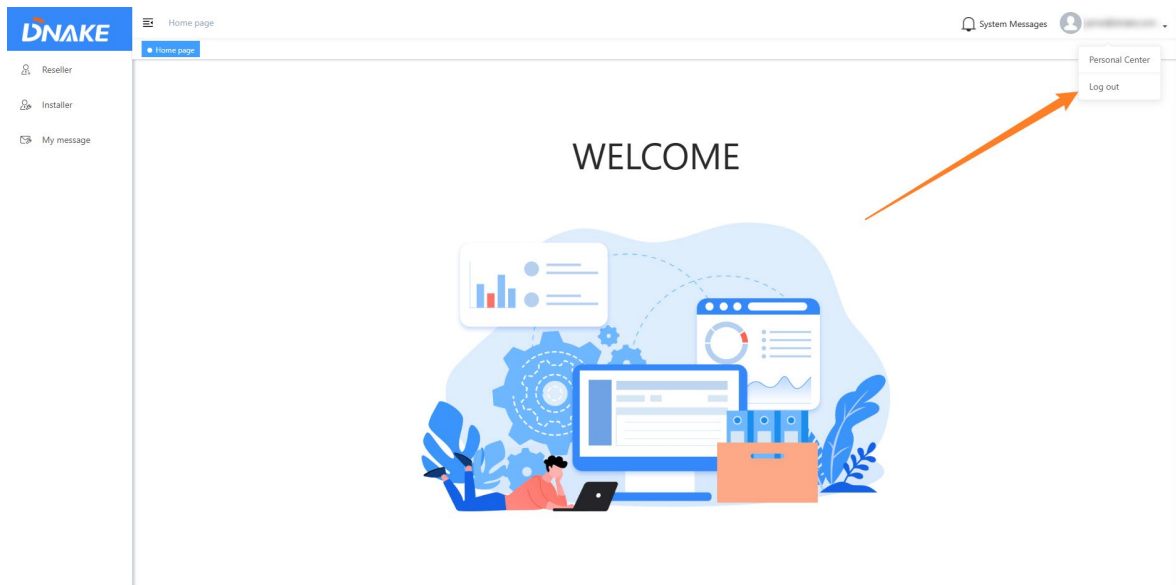 DNAKE
Home page
System Messages
Home page
Personal Center
Log out
Reseller
Installer
My message
WELCOME